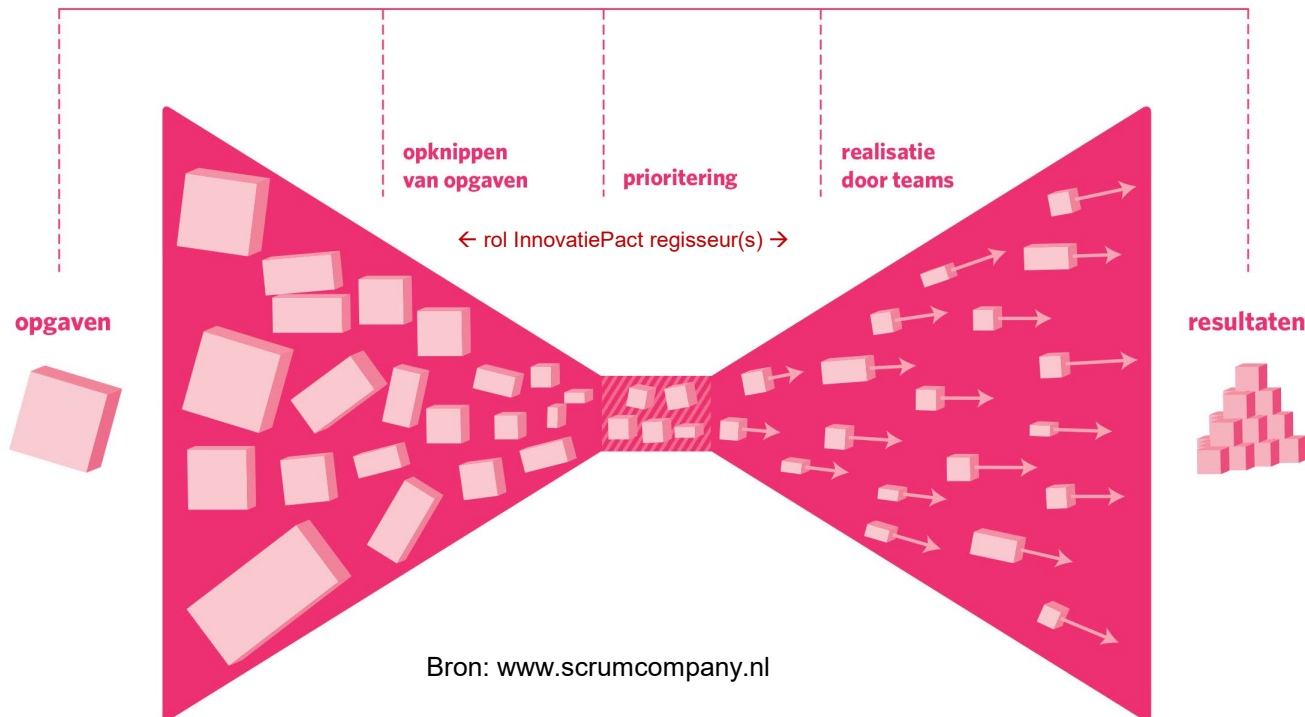 opknippen
van opgaven
prioritering
realisatie
door teams
← rol InnovatiePact regisseur(s) →
opgaven
resultaten
Bron: www.scrumcompany.nl